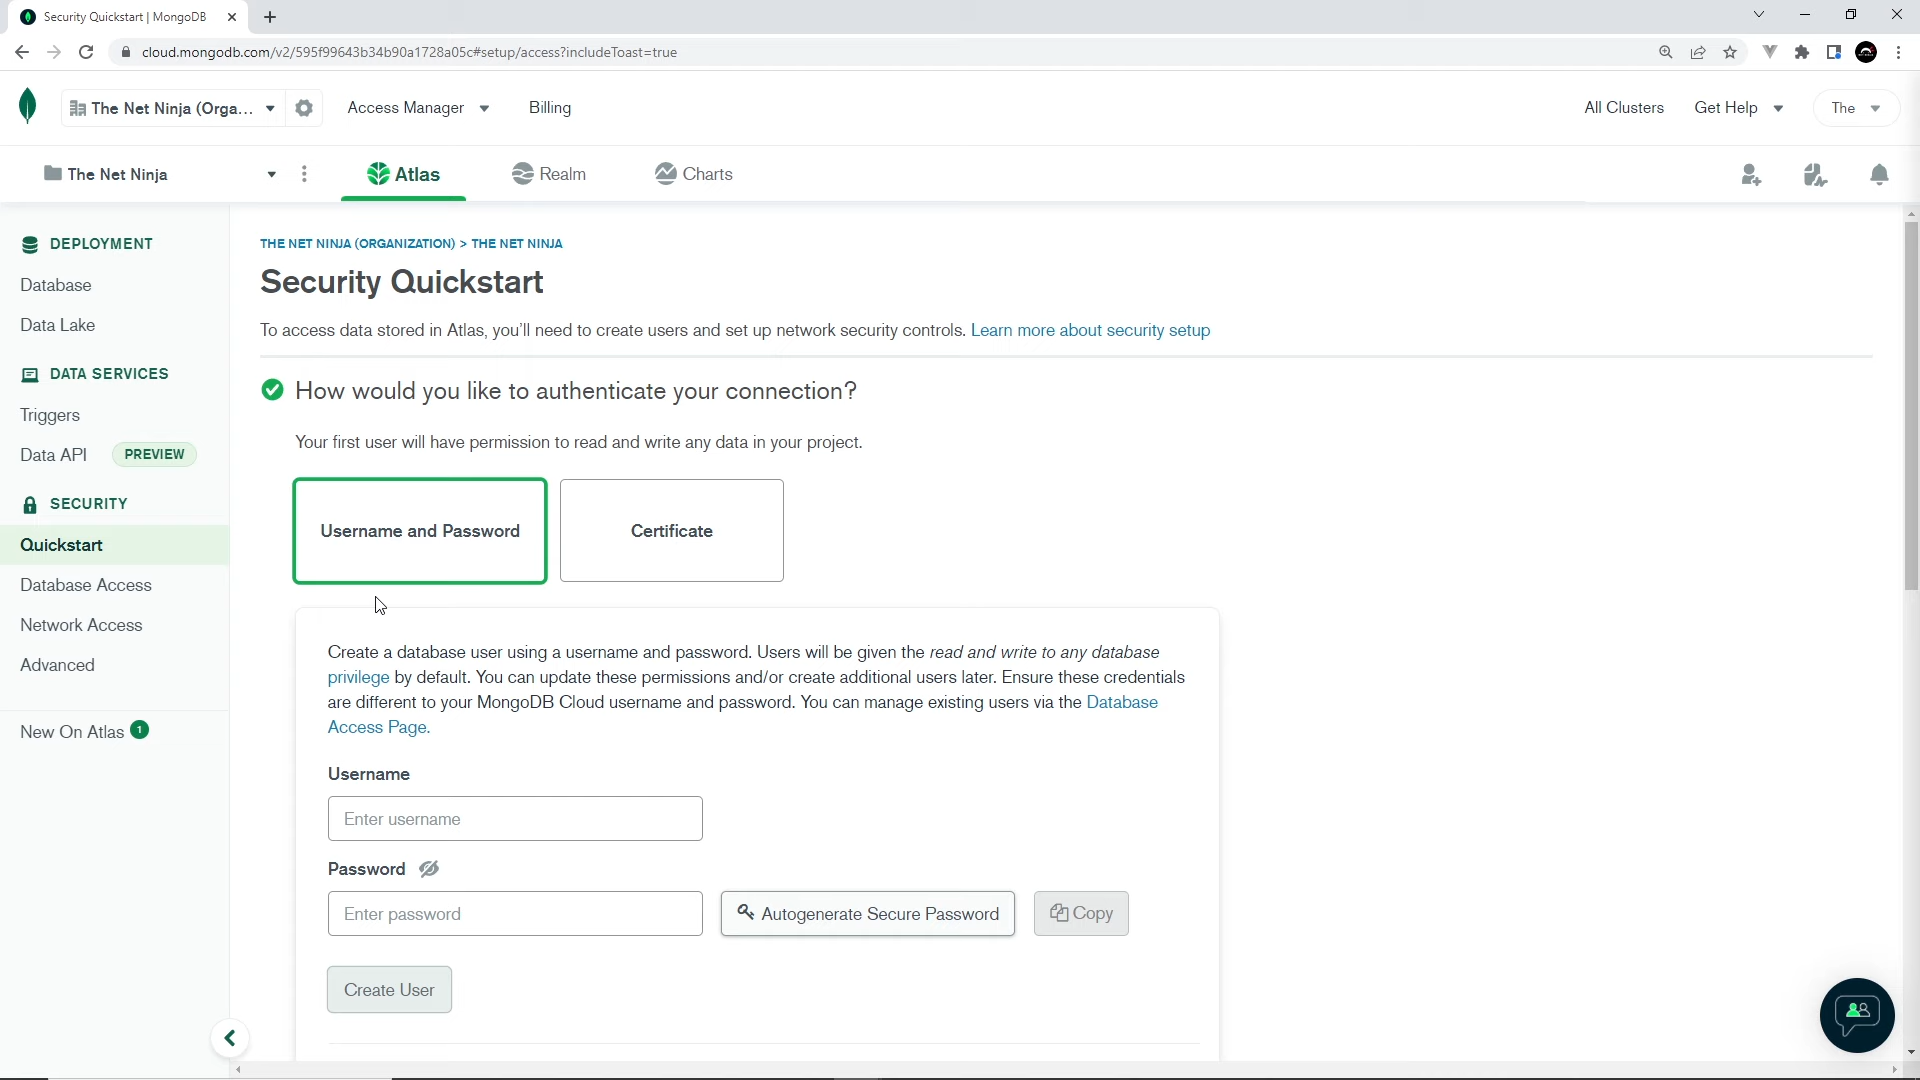 Security Quickstart | MongoDB
cloud.mongodb.com/v2/595f99643b34b90a1728a05c#setup/access?includeToast=true
The Net Ninja (Orga...
Access Manager
Billing
All Clusters
Get Help
The
The Net Ninja
Atlas
Realm
Charts
DEPLOYMENT
Database
Data Lake
DATA SERVICES
Triggers
Data API PREVIEW
SECURITY
Quickstart
Database Access
Network Access
Advanced
New On Atlas 1
THE NET NINJA (ORGANIZATION) > THE NET NINJA
Security Quickstart
To access data stored in Atlas, you'll need to create users and set up network security controls. Learn more about security setup
How would you like to authenticate your connection?
Your first user will have permission to read and write any data in your project.
Username and Password
Certificate
Create a database user using a username and password. Users will be given the read and write to any database
privilege by default. You can update these permissions and/or create additional users later. Ensure these credentials
are different to your MongoDB Cloud username and password. You can manage existing users via the Database
Access Page.
Username
Enter username
Password
Enter password
Autogenerate Secure Password
Copy
Create User